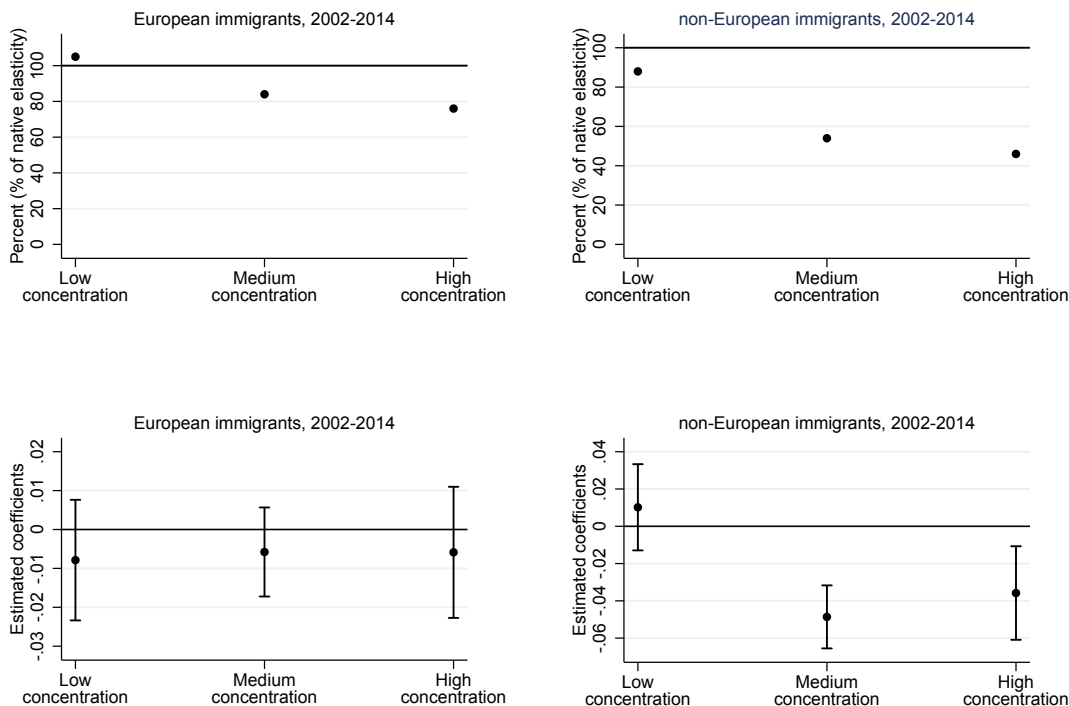 European immigrants, 2002-2014
Percent (% of native elasticity)
100
80
60
40
20
0
Low
concentration
Medium
concentration
High
concentration
non-European immigrants, 2002-2014
Percent (% of native elasticity)
100
80
60
40
20
0
Low
concentration
Medium
concentration
High
concentration
European immigrants, 2002-2014
Estimated coefficients
.02
.01
0
-.01
-.02
-.03
Low
concentration
Medium
concentration
High
concentration
non-European immigrants, 2002-2014
Estimated coefficients
.04
.02
0
-.02
-.04
-.06
Low
concentration
Medium
concentration
High
concentration